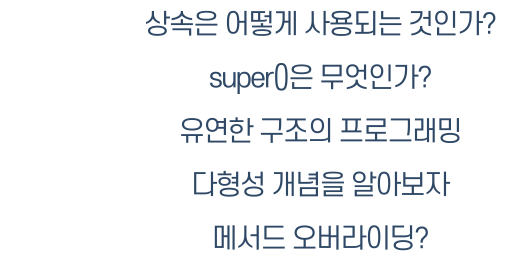 상속은 어떻게 사용되는 것인가?
super()은 무엇인가?
유연한 구조의 프로그래밍
다형성 개념을 알아보자
메서드 오버라이딩?